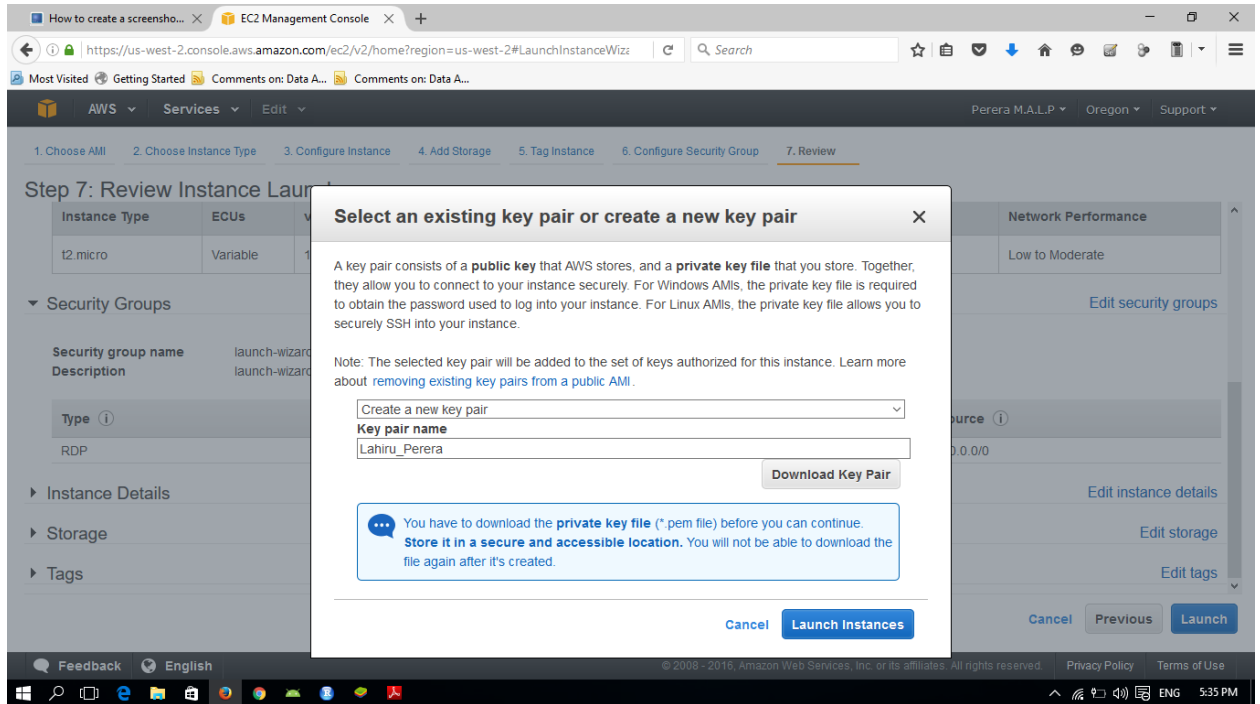 How to create a screensho...
EC2 Management Console
https://us-west-2.console.aws.amazon.com/ec2/v2/home?region=us-west-2#LaunchInstanceWiza
Search
Most Visited Getting Started Comments on: Data A... Comments on: Data A...
AWS Services Edit Perera M.A.L.P Oregon Support
1. Choose AMI 2. Choose Instance Type 3. Configure Instance 4. Add Storage 5. Tag Instance 6. Configure Security Group 7. Review
Step 7: Review Instance Laun
Instance Type ECUs v Network Performance
t2.micro Variable 1 Low to Moderate
Security Groups Edit security groups
Security group name launch-wizard
Description launch-wizard
Type i ource i
RDP 0.0.0/0
Instance Details Edit instance details
Storage Edit storage
Tags Edit tags
Cancel Previous Launch
Select an existing key pair or create a new key pair
A key pair consists of a public key that AWS stores, and a private key file that you store. Together,
they allow you to connect to your instance securely. For Windows AMIs, the private key file is required
to obtain the password used to log into your instance. For Linux AMIs, the private key file allows you to
securely SSH into your instance.
Note: The selected key pair will be added to the set of keys authorized for this instance. Learn more
about removing existing key pairs from a public AMI.
Create a new key pair
Key pair name
Lahiru_Perera
Download Key Pair
You have to download the private key file (*.pem file) before you can continue.
Store it in a secure and accessible location. You will not be able to download the
file again after it's created.
Cancel Launch Instances
Feedback English © 2008 - 2016, Amazon Web Services, Inc. or its affiliates. All rights reserved. Privacy Policy Terms of Use
ENG 5:35 PM